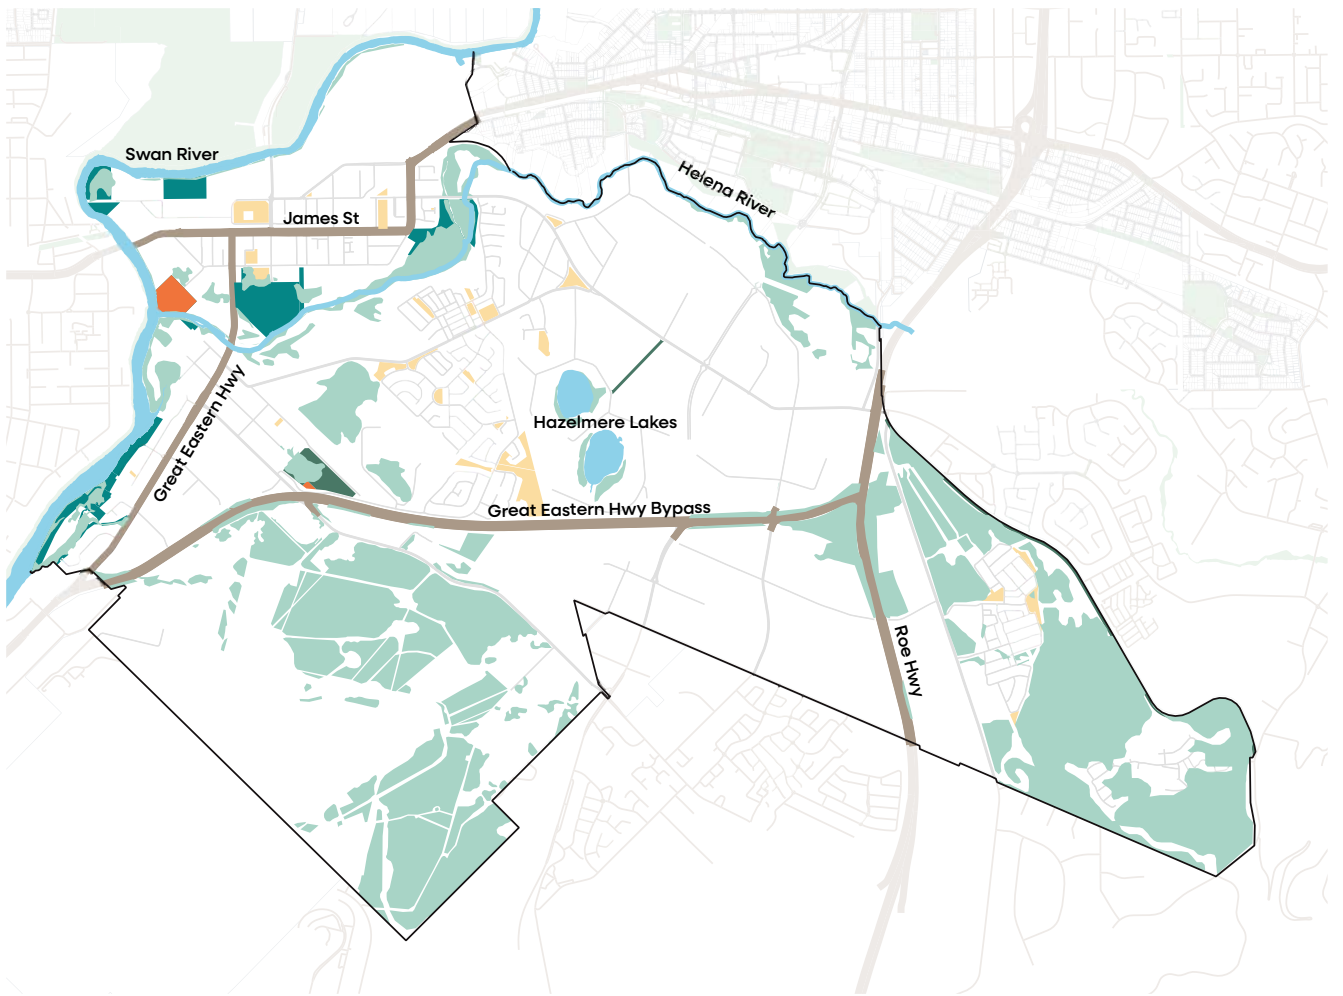 Swan River
Helena River
James St
Great Eastern Hwy
Hazelmere Lakes
Great Eastern Hwy Bypass
Roe Hwy